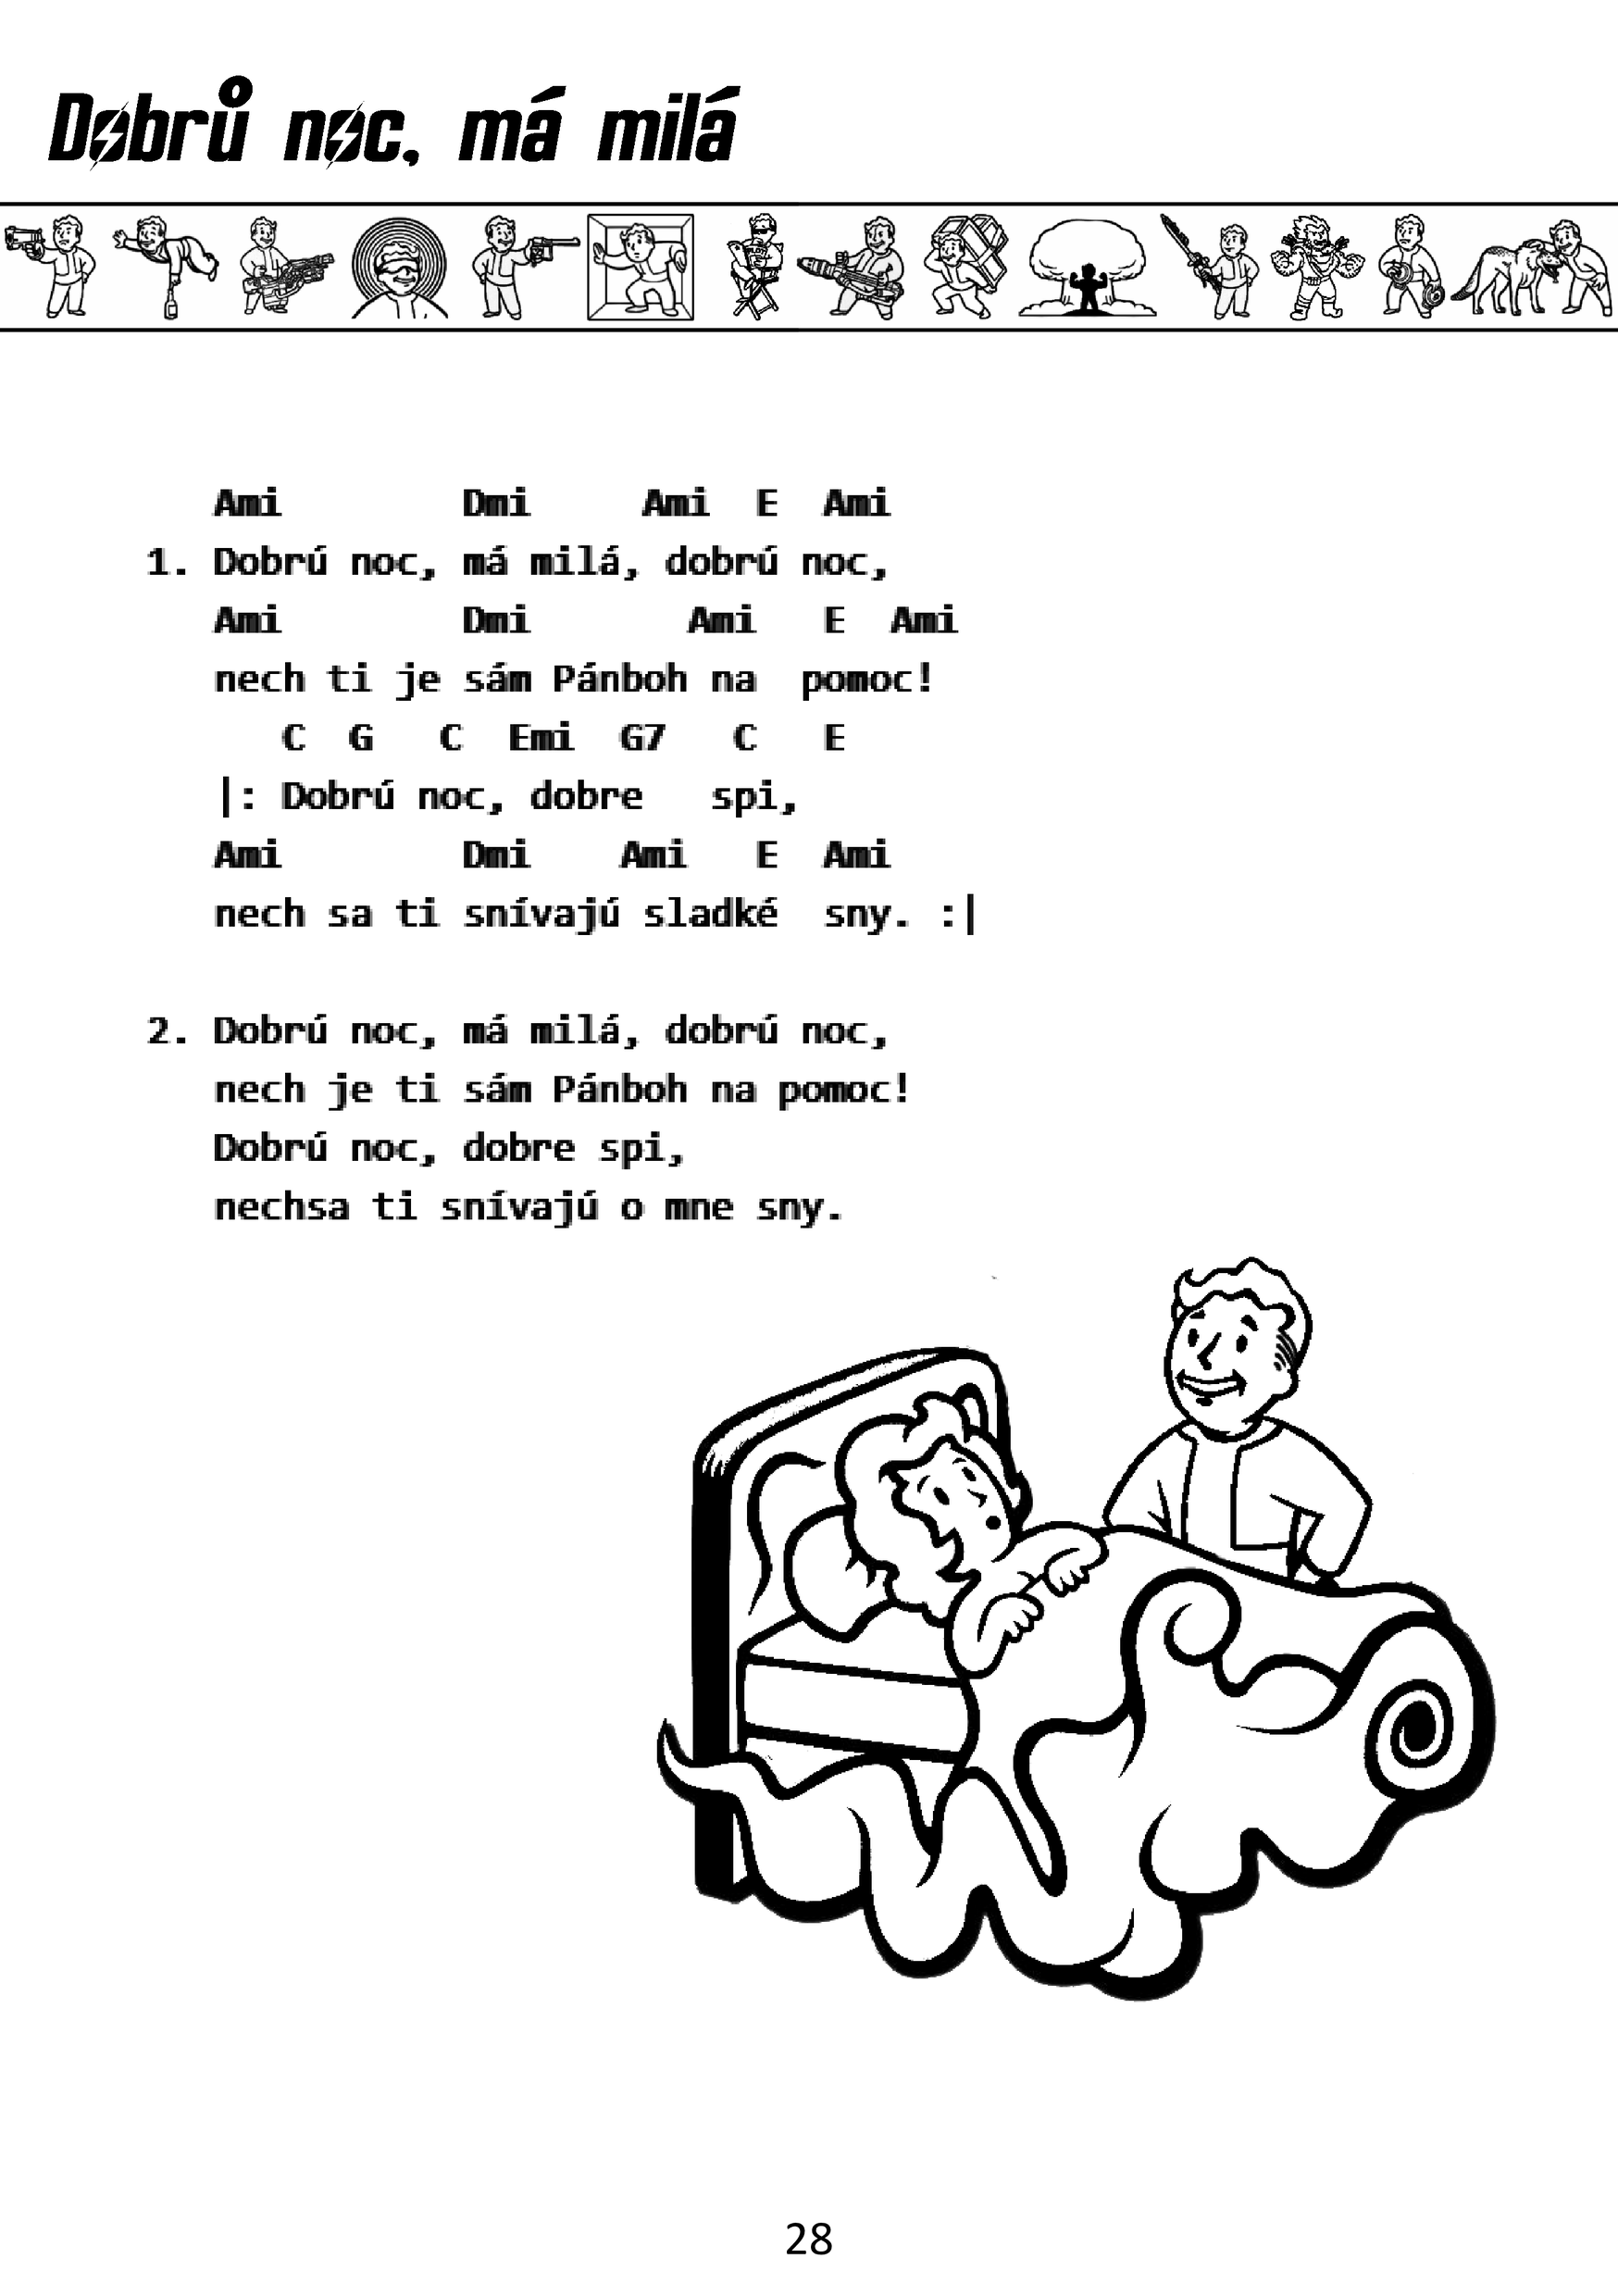 Dobrů noc, má milá
Ami Dmi Ami E Ami
1. Dobrú noc, má milá, dobrú noc,
Ami Dmi Ami E Ami
nech ti je sám Pánboh na pomoc!
C G C Emi G7 C E
|: Dobrú noc, dobre spi,
Ami Dmi Ami E Ami
nech sa ti snívajú sladké sny. :|
2. Dobrú noc, má milá, dobrú noc,
nech je ti sám Pánboh na pomoc!
Dobrú noc, dobre spi,
nechsa ti snívajú o mne sny.
28